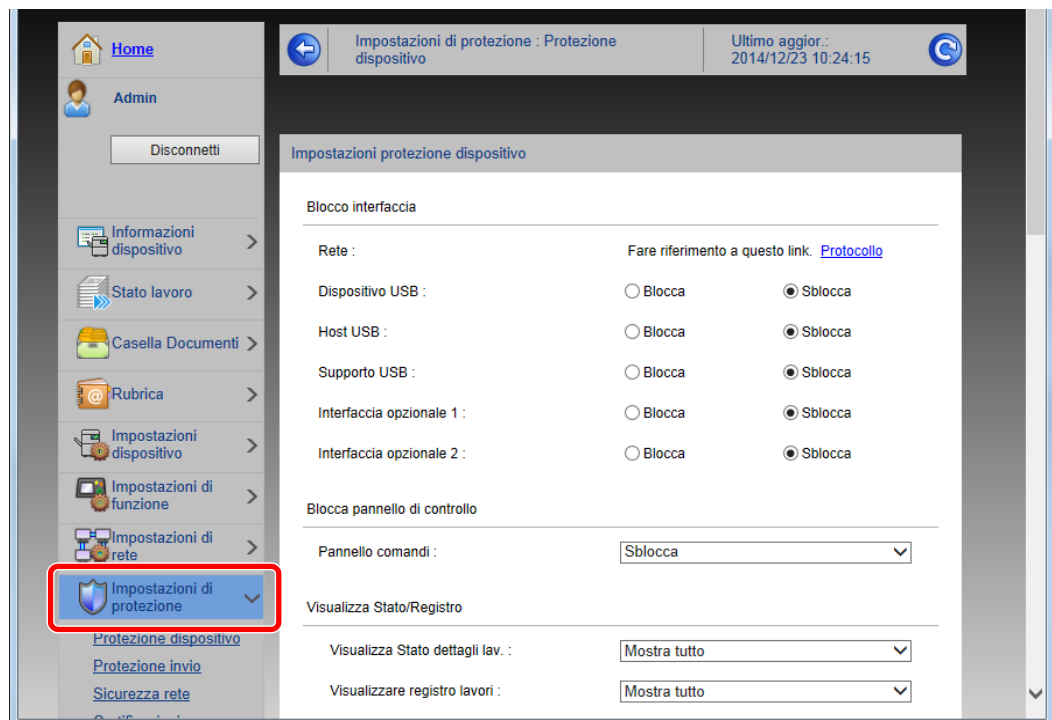 Home
Admin
Disconnetti
Informazioni
dispositivo
Stato lavoro
Casella Documenti
Rubrica
Impostazioni
dispositivo
Impostazioni di
funzione
Impostazioni di
rete
Impostazioni di
protezione
Protezione dispositivo
Protezione invio
Sicurezza rete
Impostazioni di protezione : Protezione
dispositivo
Ultimo aggior.:
2014/12/23 10:24:15
Impostazioni protezione dispositivo
Blocco interfaccia
Rete : Fare riferimento a questo link. Protocollo
Dispositivo USB : Blocca Sblocca
Host USB : Blocca Sblocca
Supporto USB : Blocca Sblocca
Interfaccia opzionale 1 : Blocca Sblocca
Interfaccia opzionale 2 : Blocca Sblocca
Blocca pannello di controllo
Pannello comandi : Sblocca
Visualizza Stato/Registro
Visualizza Stato dettagli lav. : Mostra tutto
Visualizzare registro lavori : Mostra tutto